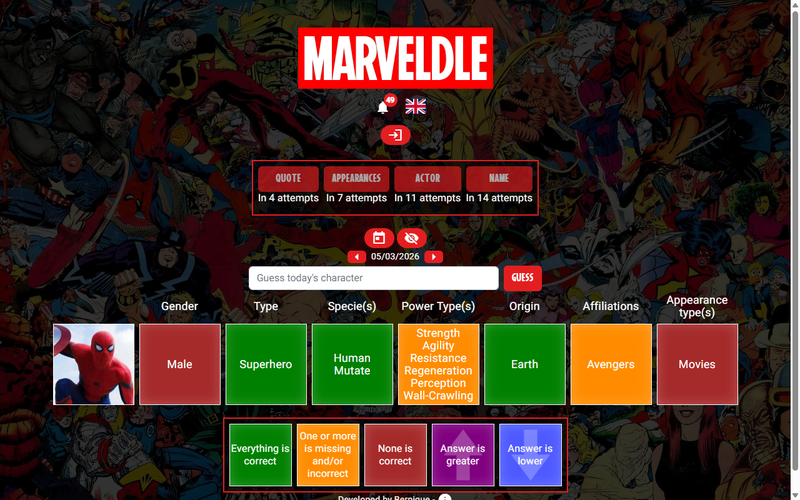 MARVELDLE
49
QUOTE APPEARANCES ACTOR NAME
In 4 attempts In 7 attempts In 11 attempts In 14 attempts
05/03/2026
Guess today's character GUESS
Gender Type Specie(s) Power Type(s) Origin Affiliations Appearance
type(s)
Male
Superhero
Human
Mutate
Strength
Agility
Resistance
Regeneration
Perception
Wall-Crawling
Earth
Avengers
Movies
Everything is
correct
One or more
is missing
and/or
incorrect
None is
correct
Answer is
greater
Answer is
lower
Developed by Bernique -